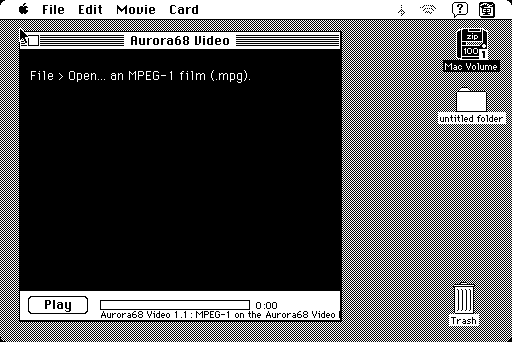 File Edit Movie Card
Aurora68 Video
File > Open... an MPEG-1 film (.mpg).
zip
100
1
Mac Volume
untitled folder
Play
0:00
Aurora68 Video 1.1 : MPEG-1 on the Aurora68 Video
Trash